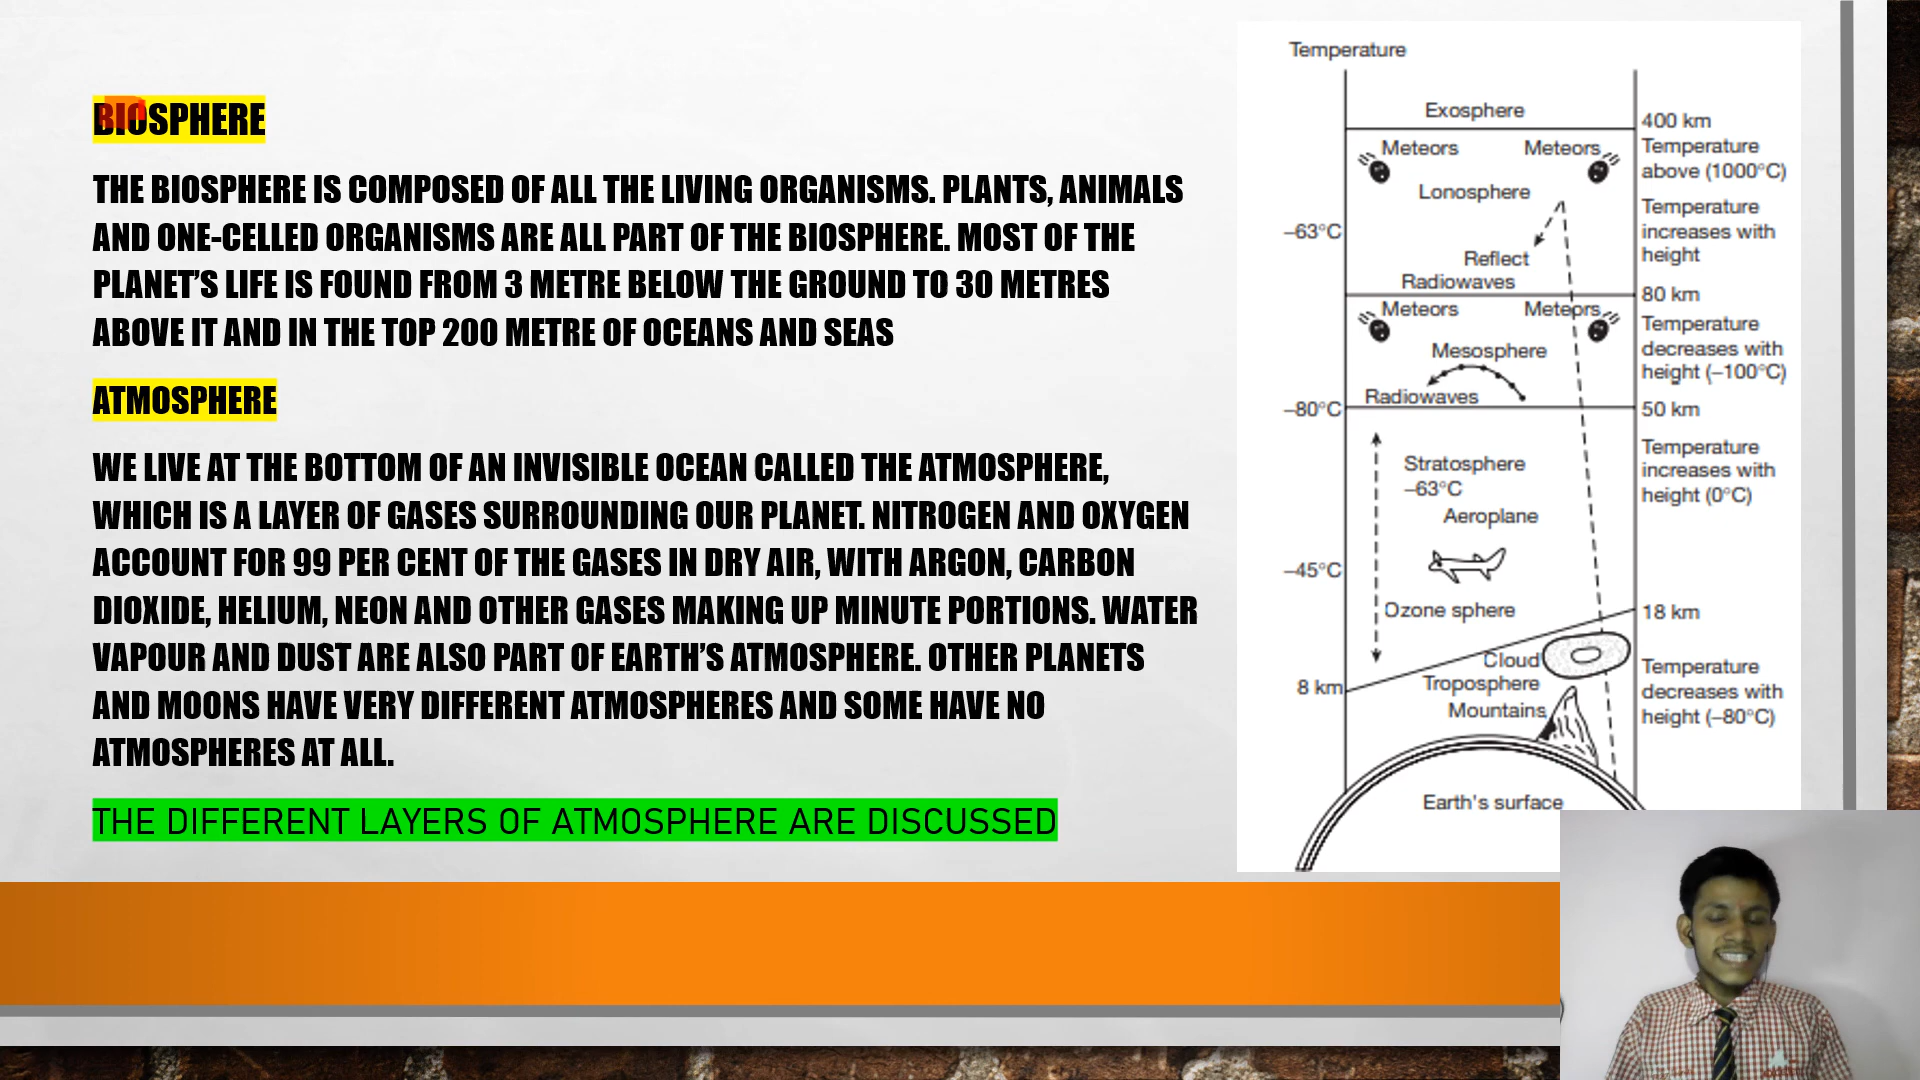 BIOSPHERE
THE BIOSPHERE IS COMPOSED OF ALL THE LIVING ORGANISMS. PLANTS, ANIMALS
AND ONE-CELLED ORGANISMS ARE ALL PART OF THE BIOSPHERE. MOST OF THE
PLANET'S LIFE IS FOUND FROM 3 METRE BELOW THE GROUND TO 30 METRES
ABOVE IT AND IN THE TOP 200 METRE OF OCEANS AND SEAS
ATMOSPHERE
WE LIVE AT THE BOTTOM OF AN INVISIBLE OCEAN CALLED THE ATMOSPHERE,
WHICH IS A LAYER OF GASES SURROUNDING OUR PLANET. NITROGEN AND OXYGEN
ACCOUNT FOR 99 PER CENT OF THE GASES IN DRY AIR, WITH ARGON, CARBON
DIOXIDE, HELIUM, NEON AND OTHER GASES MAKING UP MINUTE PORTIONS. WATER
VAPOUR AND DUST ARE ALSO PART OF EARTH'S ATMOSPHERE. OTHER PLANETS
AND MOONS HAVE VERY DIFFERENT ATMOSPHERES AND SOME HAVE NO
ATMOSPHERES AT ALL.
THE DIFFERENT LAYERS OF ATMOSPHERE ARE DISCUSSED
Temperature
Exosphere
400 km
Meteors Meteors
Temperature
above (1000°C)
Lonosphere
Temperature
increases with
height
–63°C
Reflect
Radiowaves
80 km
Meteors Meteors
Temperature
decreases with
height (–100°C)
Mesosphere
Radiowaves
–80°C
50 km
Temperature
increases with
height (0°C)
Stratosphere
–63°C
Aeroplane
–45°C
Ozone sphere
18 km
Cloud
Temperature
decreases with
height (–80°C)
8 km
Troposphere
Mountains
Earth's surface